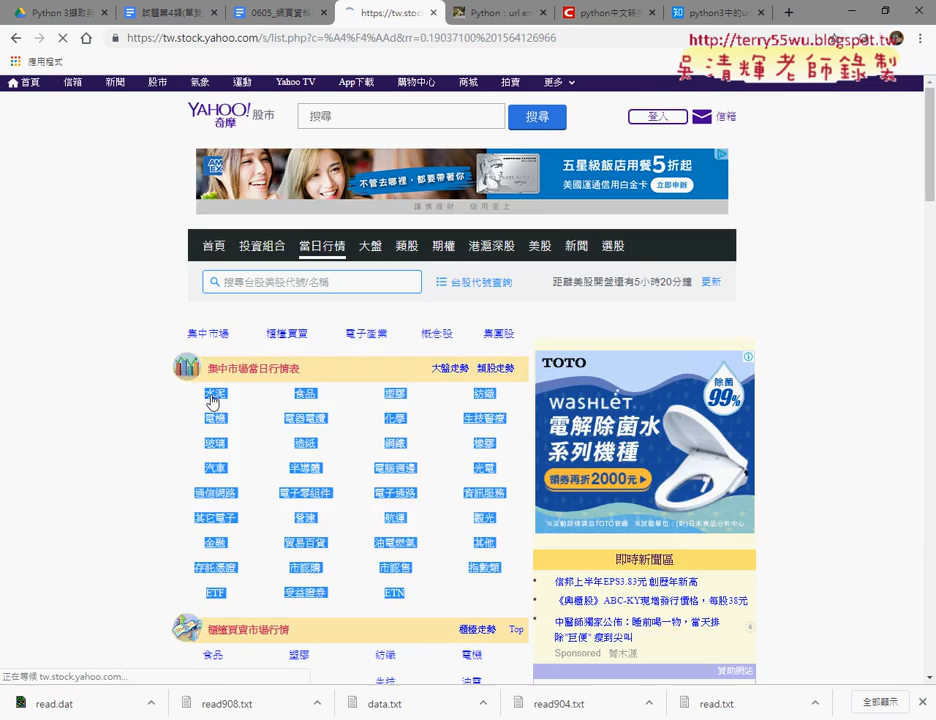 Python 3擷取與
試題第4類(單數
0605_網頁資料
https://tw.stoc
Python：url en
python中文轉
python3中的url
https://tw.stock.yahoo.com/s/list.php?c=%A4%F4%AAd&rr=0.19037100%201564126966
http://terry55wu.blogspot.tw
吳清輝老師錄製
應用程式
首頁 信箱 新聞 股市 氣象 運動 Yahoo TV App下載 購物中心 商城 拍賣 更多
YAHOO! 奇摩 股市
搜尋
搜尋
登入
信箱
AM EX
不管去哪裡，都要帶著你
五星級飯店用餐5折起
美國運通信用白金卡 立即申辦
謹慎理財 信用至上
首頁 投資組合 當日行情 大盤 類股 期權 港滬深股 美股 新聞 選股
搜尋台股美股代號/名稱
台股代號查詢
距離美股開盤還有5小時20分鐘 更新
集中市場 櫃檯買賣 電子產業 概念股 集團股
集中市場當日行情表 大盤走勢 類股走勢
水泥 食品 塑膠 紡織
電機 電器電纜 化學 生技醫療
玻璃 造紙 鋼鐵 橡膠
汽車 半導體 電腦週邊 光電
通信網路 電子零組件 電子通路 資訊服務
其它電子 營建 航運 觀光
金融 貿易百貨 油電燃氣 其他
存託憑證 市認購 市認售 指數類
ETF 受益證券 ETN
櫃檯買賣市場行情 櫃檯走勢 Top
食品 塑膠 紡織 電機
TOTO
除菌
99%
WASHLET
電解除菌水
系列機種
領券再折2000元
即時新聞區
信邦上半年EPS3.83元 創歷年新高
《興櫃股》ABC-KY現增發行價格，每股38元
中醫師獨家公佈：睡前喝一物，當天排
除"巨便" 瘦到尖叫
Sponsored
贊助網站
正在等候 tw.stock.yahoo.com...
read.dat
read908.txt
data.txt
read904.txt
read.txt
全部顯示